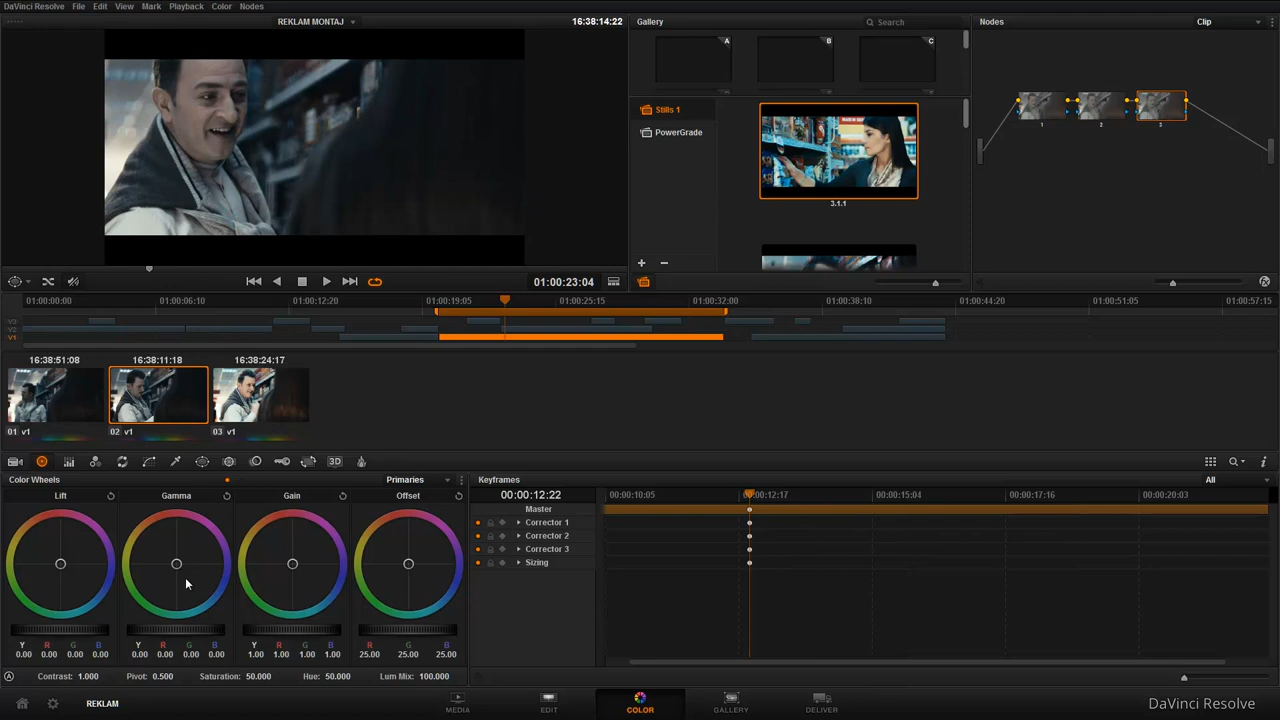 DaVinci Resolve File Edit View Mark Playback Color Nodes
REKLAM MONTAJ 16:38:14:22 Gallery Search Nodes Clip
A B C
Stills 1
PowerGrade
1 2 3
3.1.1
01:00:23:04
01:00:00:00 01:00:06:10 01:00:12:20 01:00:19:05 01:00:25:15 01:00:32:00 01:00:38:10 01:00:44:20 01:00:51:05 01:00:57:15
V3
V2
V1
16:38:51:08 16:38:11:18 16:38:24:17
01 v1 02 v1 03 v1
3D
Color Wheels Primaries Keyframes All
Lift Gamma Gain Offset 00:00:12:22 00:00:10:05 00:00:12:17 00:00:15:04 00:00:17:16 00:00:20:03
Master
Corrector 1
Corrector 2
Corrector 3
Sizing
Y R G B Y R G B Y R G B R G B
0.00 0.00 0.00 0.00 0.00 0.00 0.00 0.00 1.00 1.00 1.00 1.00 25.00 25.00 25.00
A Contrast: 1.000 Pivot: 0.500 Saturation: 50.000 Hue: 50.000 Lum Mix: 100.000
REKLAM MEDIA EDIT COLOR GALLERY DELIVER DaVinci Resolve